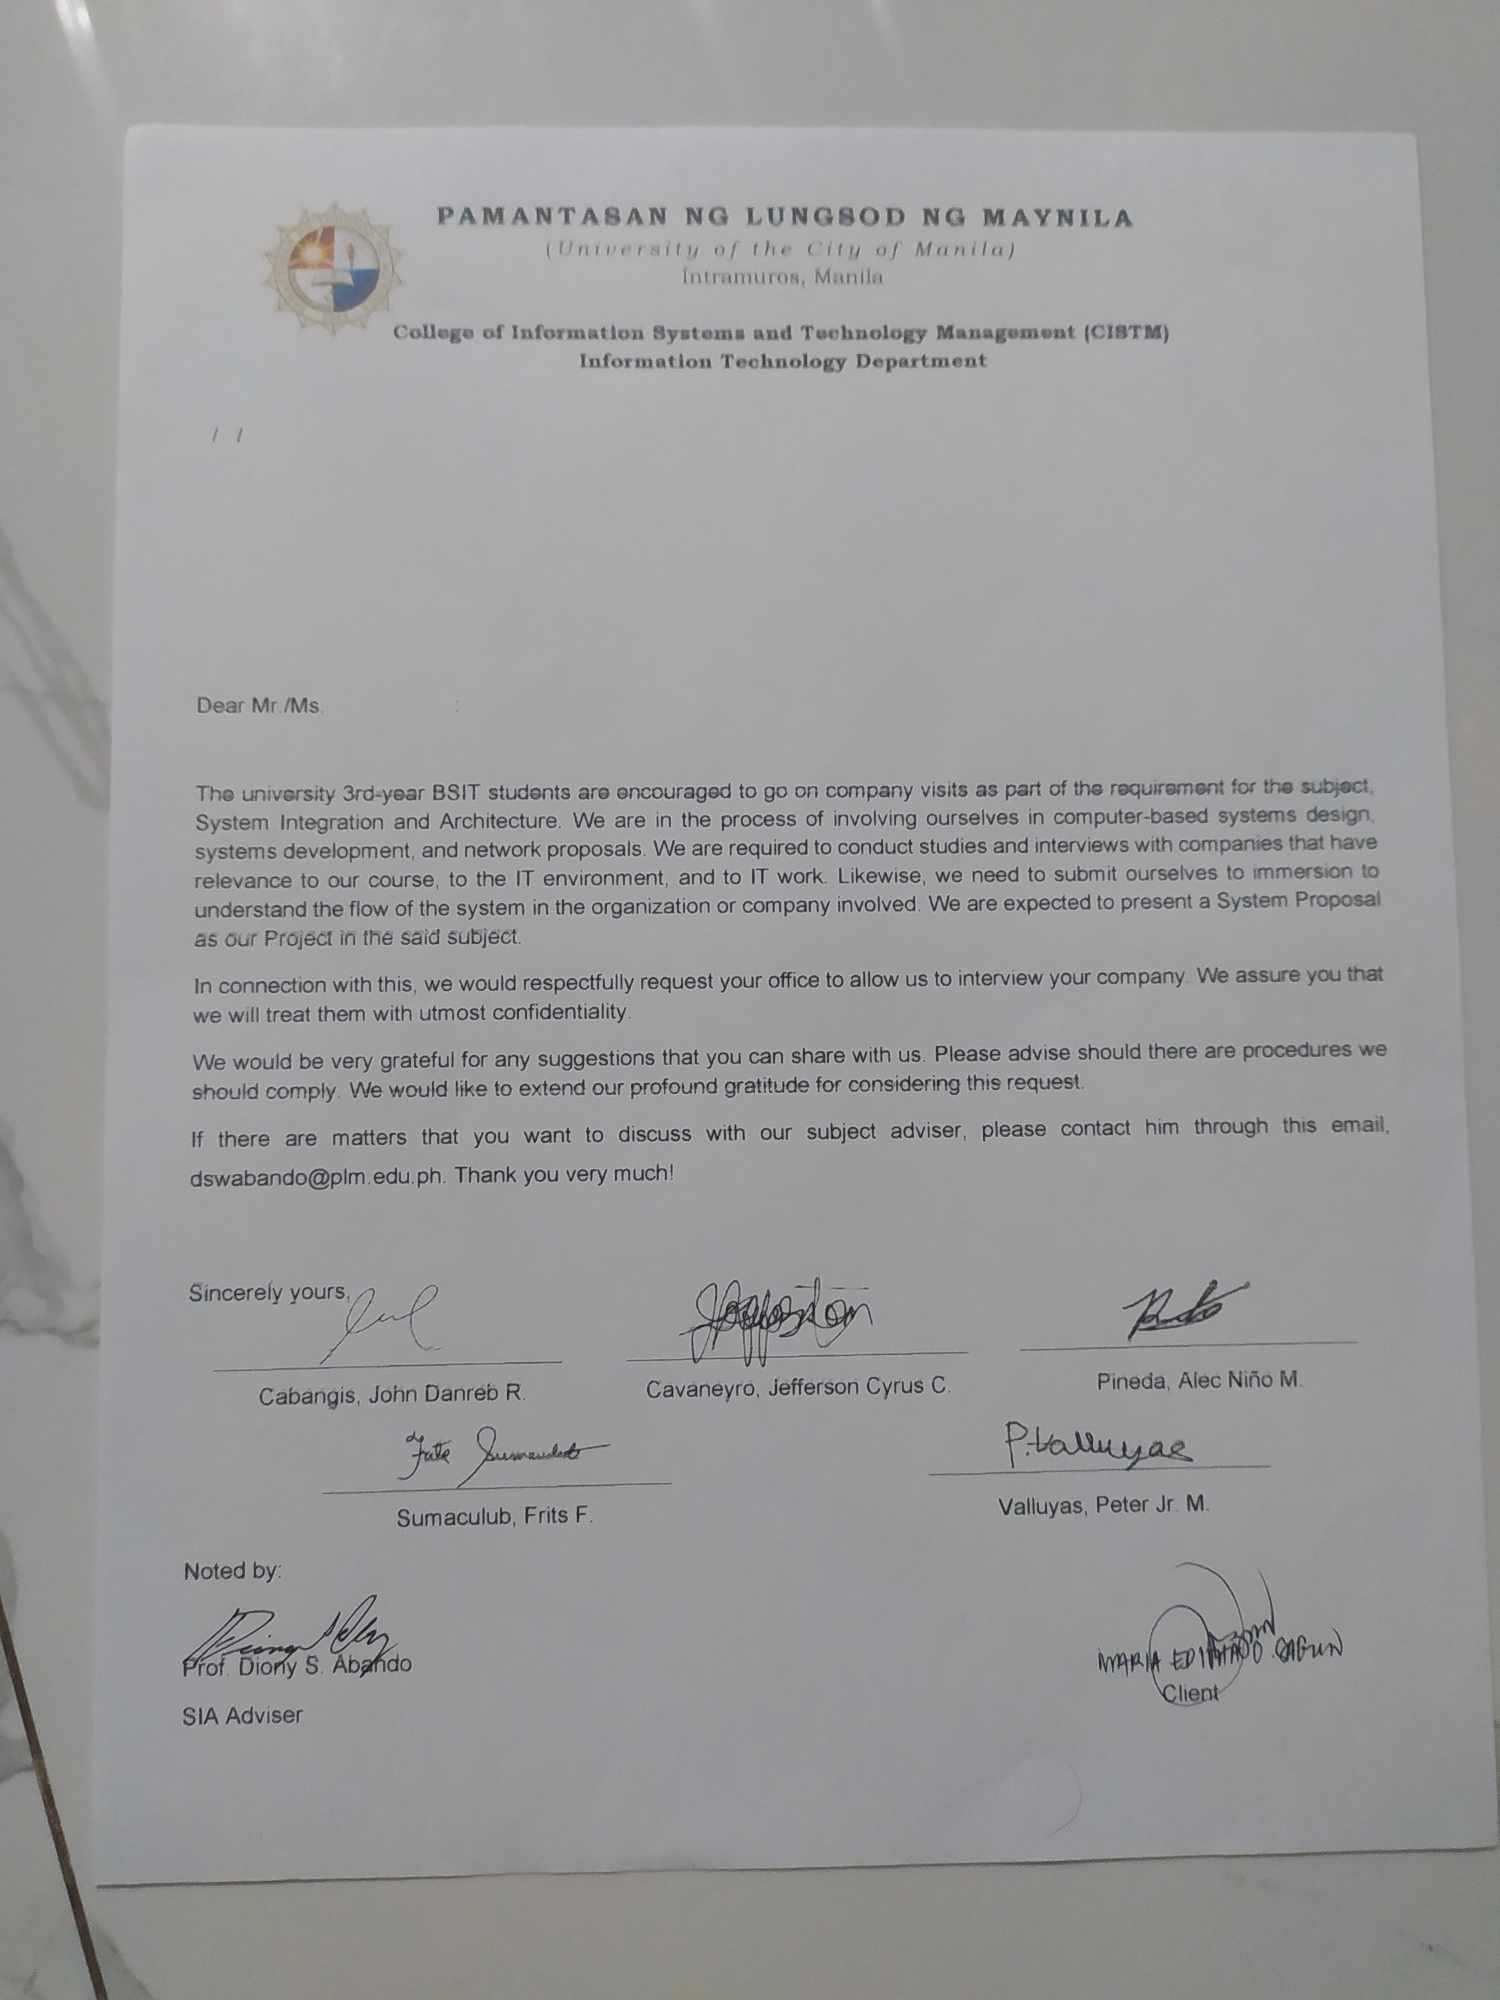 PAMANTASAN NG LUNGSOD NG MAYNILA
(University of the City of Manila)
Intramuros, Manila
College of Information Systems and Technology Management (CISTM)
Information Technology Department
/ /
Dear Mr./Ms. :
The university 3rd-year BSIT students are encouraged to go on company visits as part of the requirement for the subject,
System Integration and Architecture. We are in the process of involving ourselves in computer-based systems design,
systems development, and network proposals. We are required to conduct studies and interviews with companies that have
relevance to our course, to the IT environment, and to IT work. Likewise, we need to submit ourselves to immersion to
understand the flow of the system in the organization or company involved. We are expected to present a System Proposal
as our Project in the said subject.
In connection with this, we would respectfully request your office to allow us to interview your company. We assure you that
we will treat them with utmost confidentiality.
We would be very grateful for any suggestions that you can share with us. Please advise should there are procedures we
should comply. We would like to extend our profound gratitude for considering this request.
If there are matters that you want to discuss with our subject adviser, please contact him through this email,
dswabando@plm.edu.ph. Thank you very much!
Sincerely yours,
Cabangis, John Danreb R. Cavaneyro, Jefferson Cyrus C. Pineda, Alec Niño M.
P. Valluyas
Sumaculub, Frits F. Valluyas, Peter Jr. M.
Noted by:
Prof. Diony S. Abando MARIA SAGUN
Client
SIA Adviser